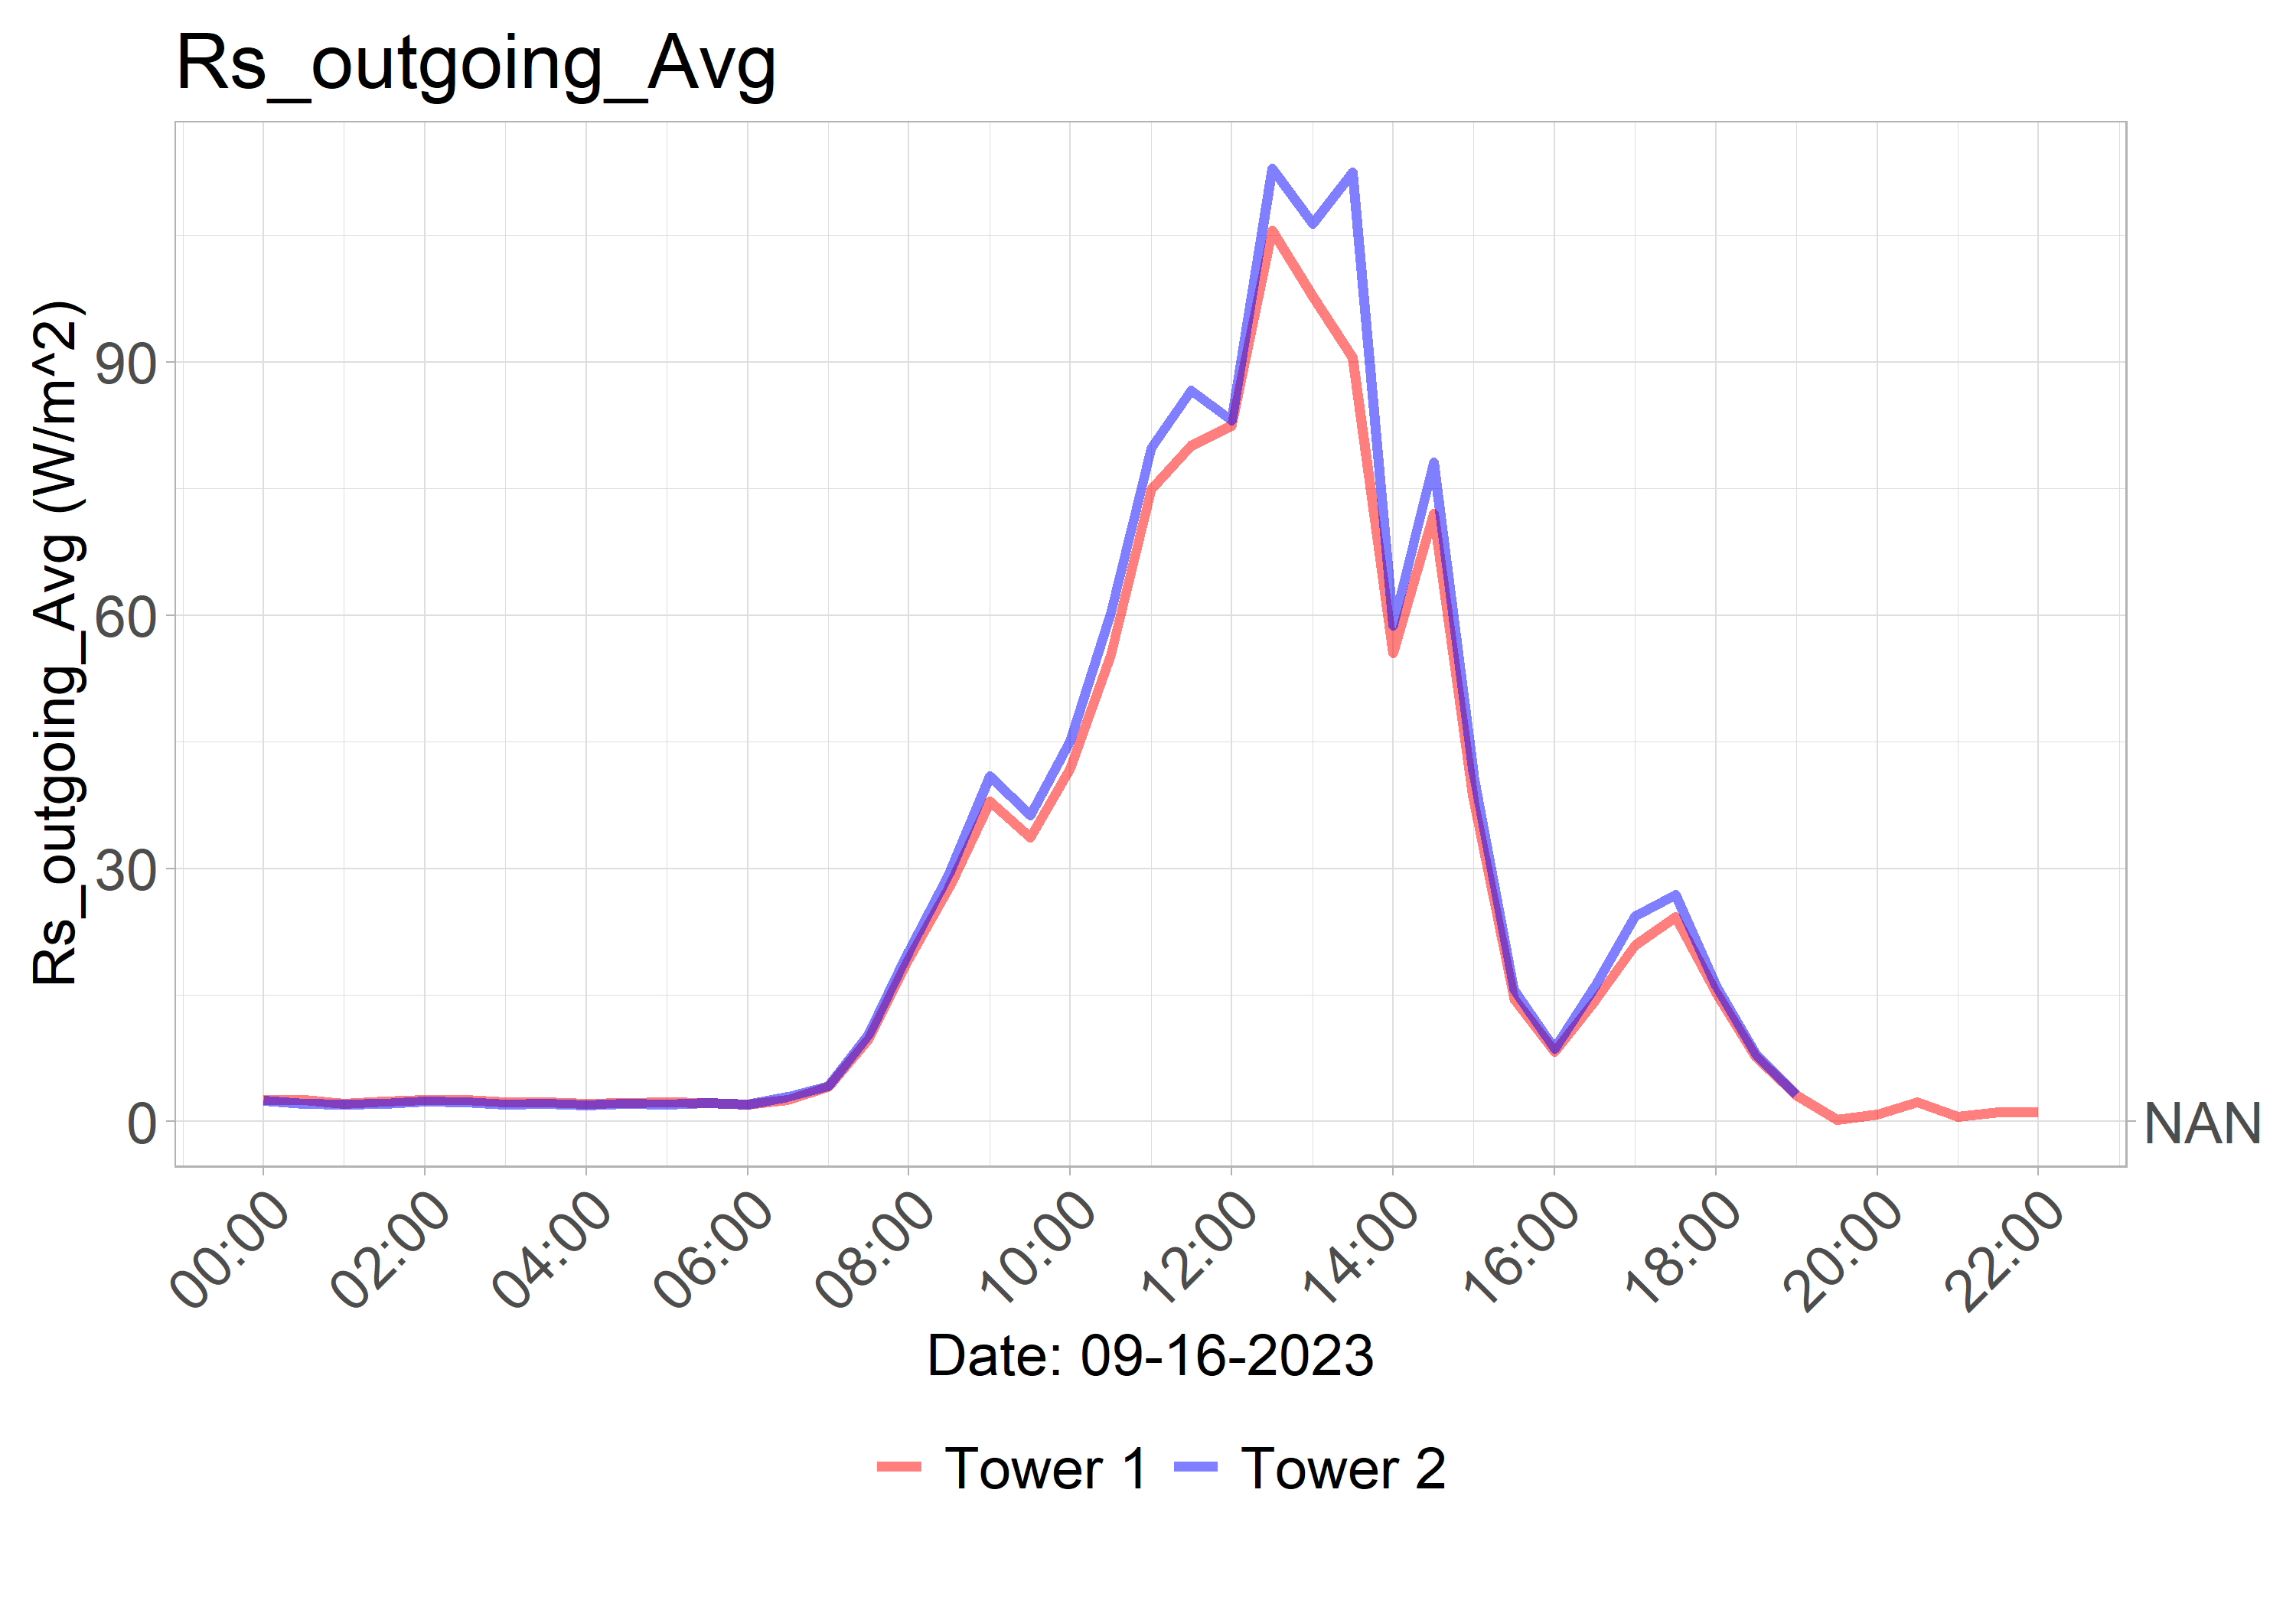 Rs_outgoing_Avg
Rs_outgoing_Avg (W/m^2)
90
60
30
0
NAN
00:00 02:00 04:00 06:00 08:00 10:00 12:00 14:00 16:00 18:00 20:00 22:00
Date: 09-16-2023
Tower 1 Tower 2